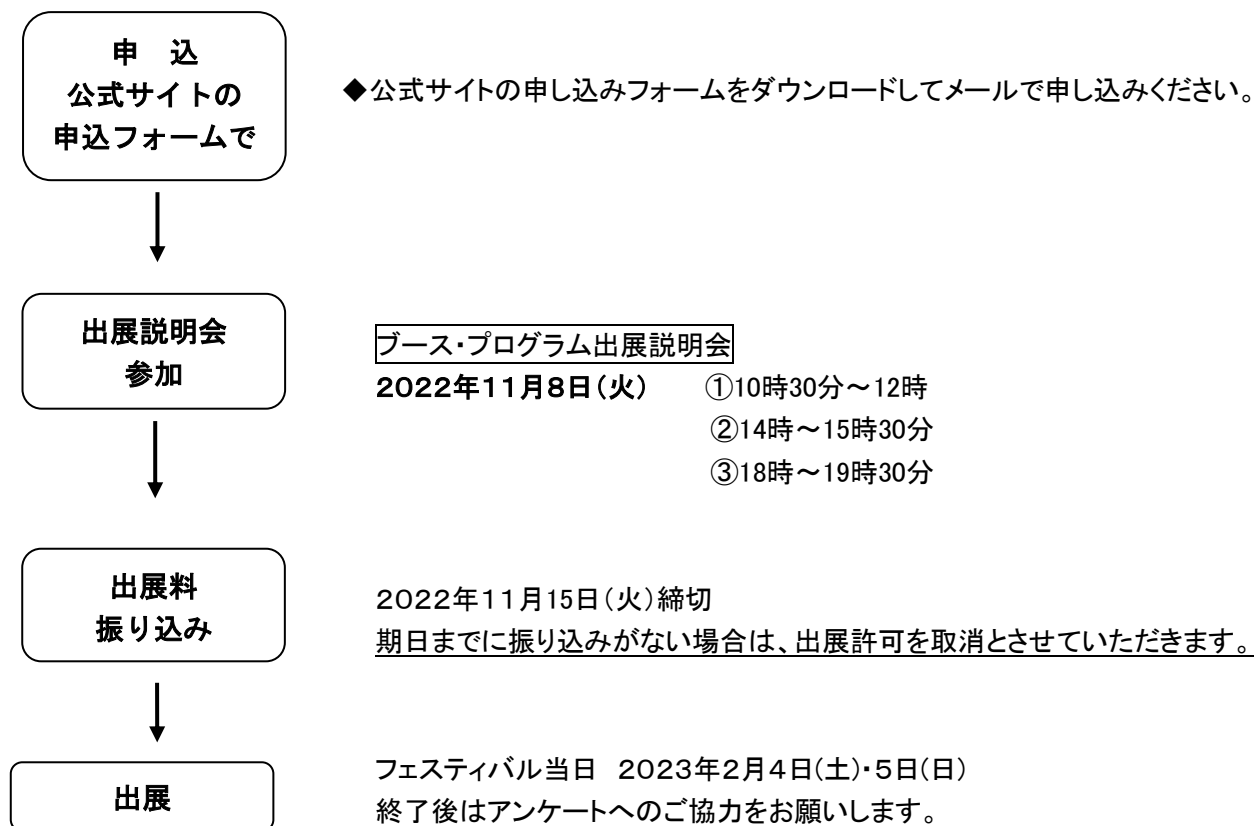 申　込
公式サイトの
申込フォームで
◆公式サイトの申し込みフォームをダウンロードしてメールで申し込みください。
出展説明会
参加
ブース・プログラム出展説明会
2022年11月8日（火）　①10時30分～12時
②14時～15時30分
③18時～19時30分
出展料
振り込み
2022年11月15日（火）締切
期日までに振り込みがない場合は、出展許可を取消とさせていただきます。
出展
フェスティバル当日　2023年2月4日(土)・5日(日)
終了後はアンケートへのご協力をお願いします。